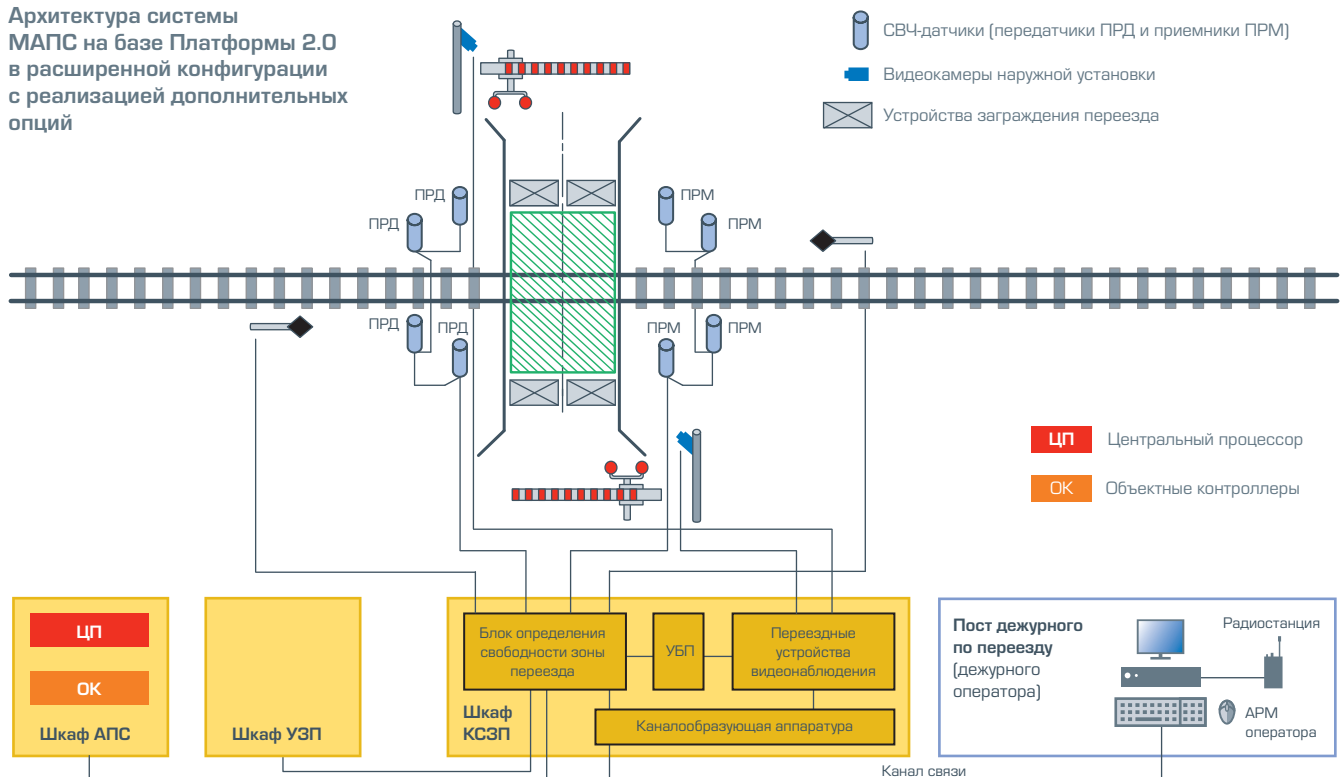 Архитектура системы
МАПС на базе Платформы 2.0
в расширенной конфигурации
с реализацией дополнительных
опций
СВЧ-датчики (передатчики ПРД и приемники ПРМ)
Видеокамеры наружной установки
Устройства заграждения переезда
ПРД
ПРД
ПРМ
ПРМ
ПРД
ПРД
ПРМ
ПРМ
ЦП
Центральный процессор
ОК
Объектные контроллеры
ЦП
ОК
Шкаф АПС
Шкаф УЗП
Блок определения
свободности зоны
переезда
УБП
Переездные
устройства
видеонаблюдения
Шкаф
КСЗП
Каналообразующая аппаратура
Пост дежурного
по переезду
(дежурного
оператора)
Радиостанция
АРМ
оператора
Канал связи